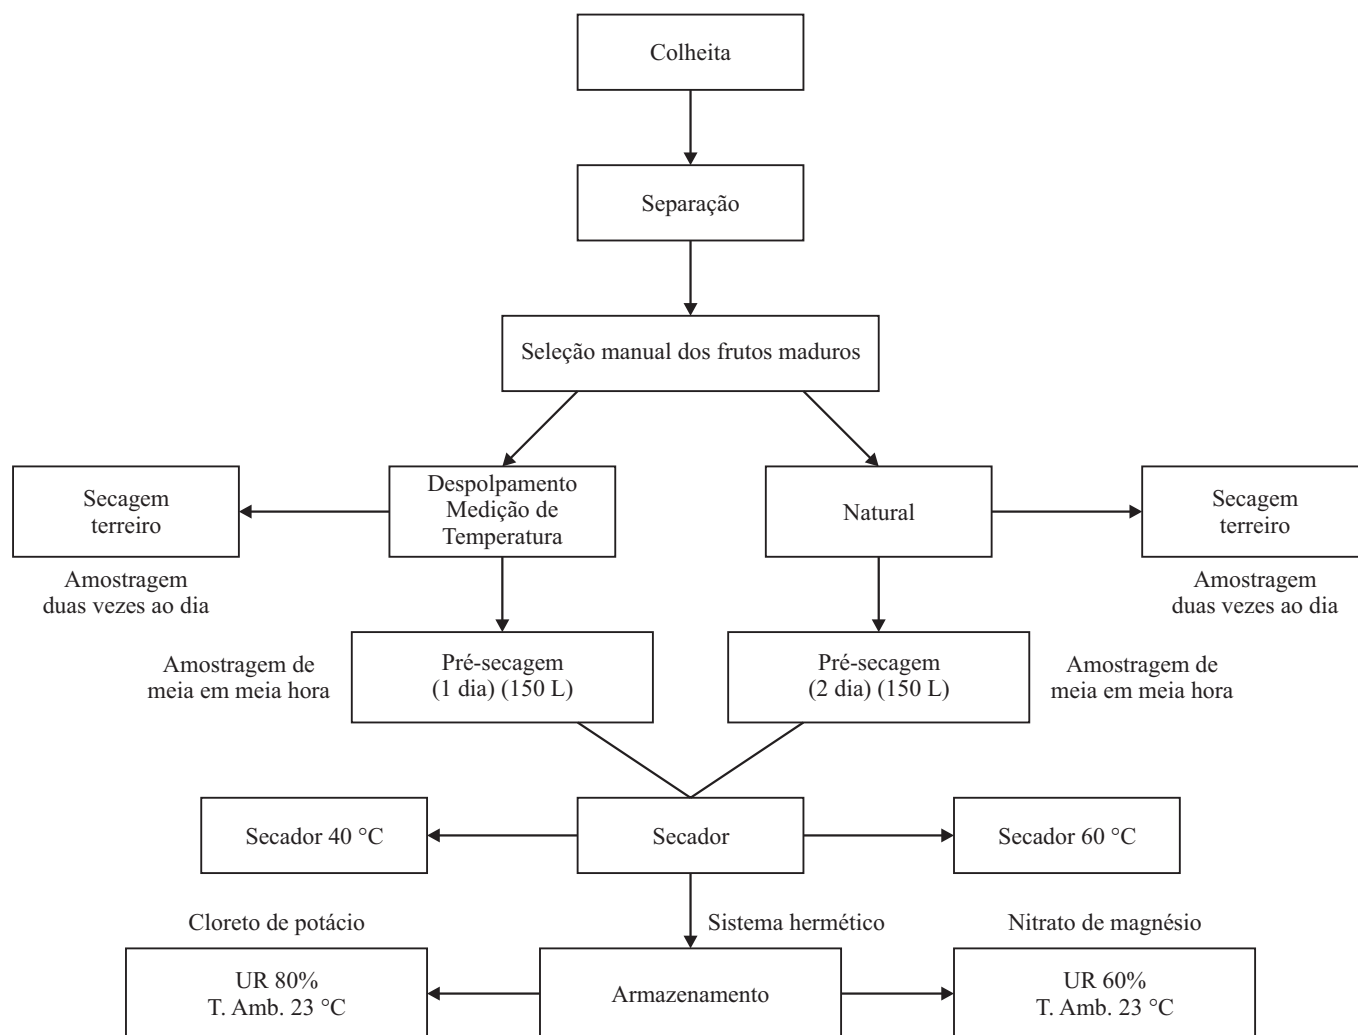 Colheita
Separação
Seleção manual dos frutos maduros
Secagem
terreiro
Despolpamento
Medição de
Temperatura
Natural
Secagem
terreiro
Amostragem
duas vezes ao dia
Amostragem
duas vezes ao dia
Amostragem de
meia em meia hora
Pré-secagem
(1 dia) (150 L)
Pré-secagem
(2 dia) (150 L)
Amostragem de
meia em meia hora
Secador 40 °C
Secador
Secador 60 °C
Cloreto de potácio
Sistema hermético
Nitrato de magnésio
UR 80%
T. Amb. 23 °C
Armazenamento
UR 60%
T. Amb. 23 °C